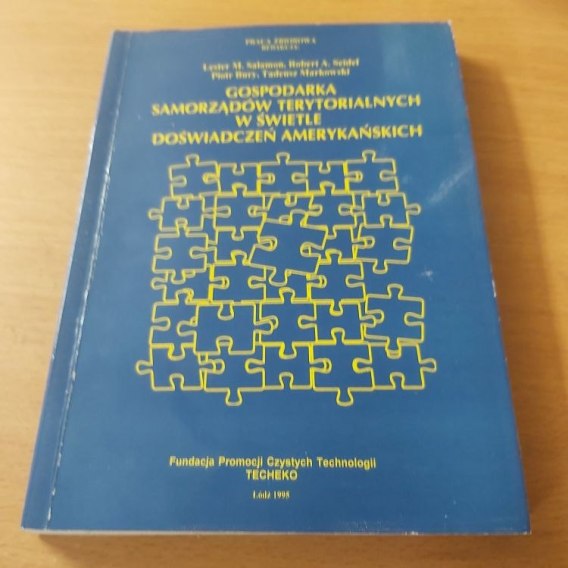 PRACA ZBIOROWA
REDAKCJA:
Lester M. Salamon, Robert A. Seidel
Piotr Bury, Tadeusz Markowski
GOSPODARKA
SAMORZĄDÓW TERYTORIALNYCH
W ŚWIETLE
DOŚWIADCZEŃ AMERYKAŃSKICH
Fundacja Promocji Czystych Technologii
TECHEKO
Łódź 1995